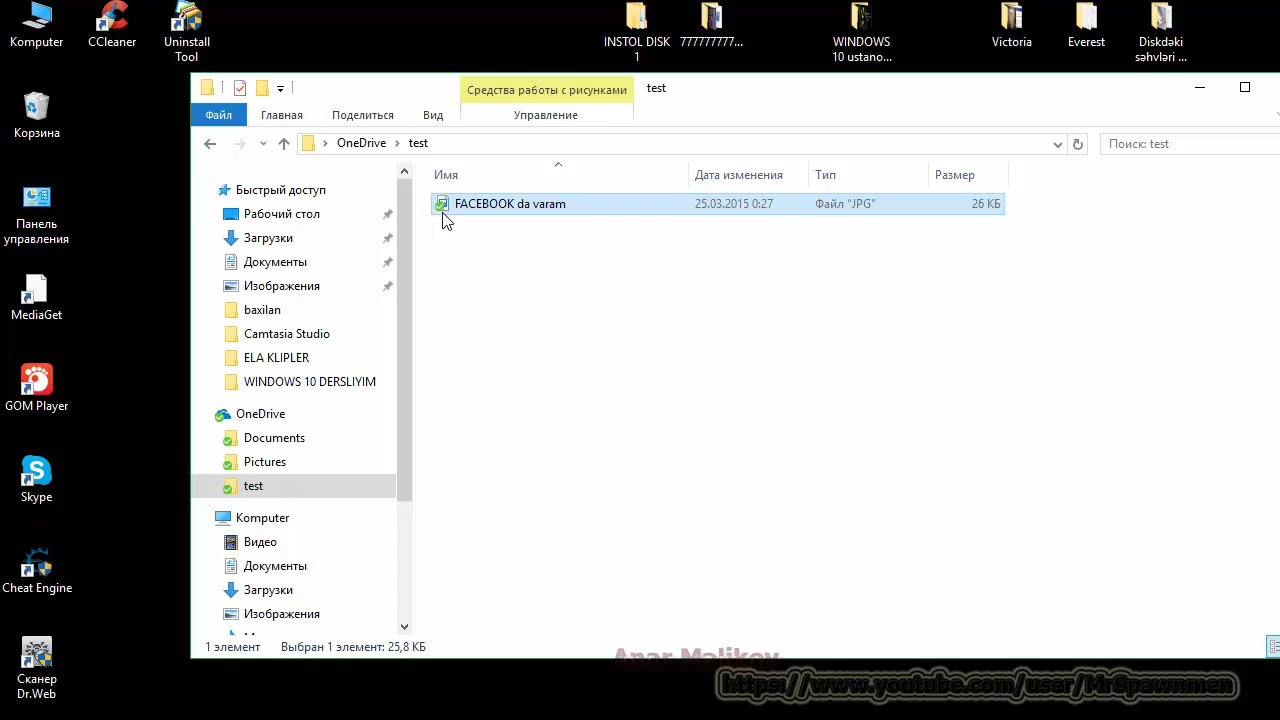 Komputer
CCleaner
Uninstall
Tool
INSTOL DISK
1
777777777...
WINDOWS
10 ustano...
Victoria
Everest
Diskdəki
səhvləri ...
Корзина
Панель
управления
MediaGet
GOM Player
Skype
Cheat Engine
Сканер
Dr.Web
Средства работы с рисунками
test
Файл
Главная
Поделиться
Вид
Управление
OneDrive
test
Поиск: test
Имя
Дата изменения
Тип
Размер
FACEBOOK da varam
25.03.2015 0:27
Файл "JPG"
26 КБ
Быстрый доступ
Рабочий стол
Загрузки
Документы
Изображения
baxilan
Camtasia Studio
ELA KLIPLER
WINDOWS 10 DERSLIYIM
OneDrive
Documents
Pictures
test
Komputer
Видео
Документы
Загрузки
Изображения
1 элемент
Выбран 1 элемент: 25,8 КБ
Anar Məlikov
https://www.youtube.com/user/MrSpawnmen